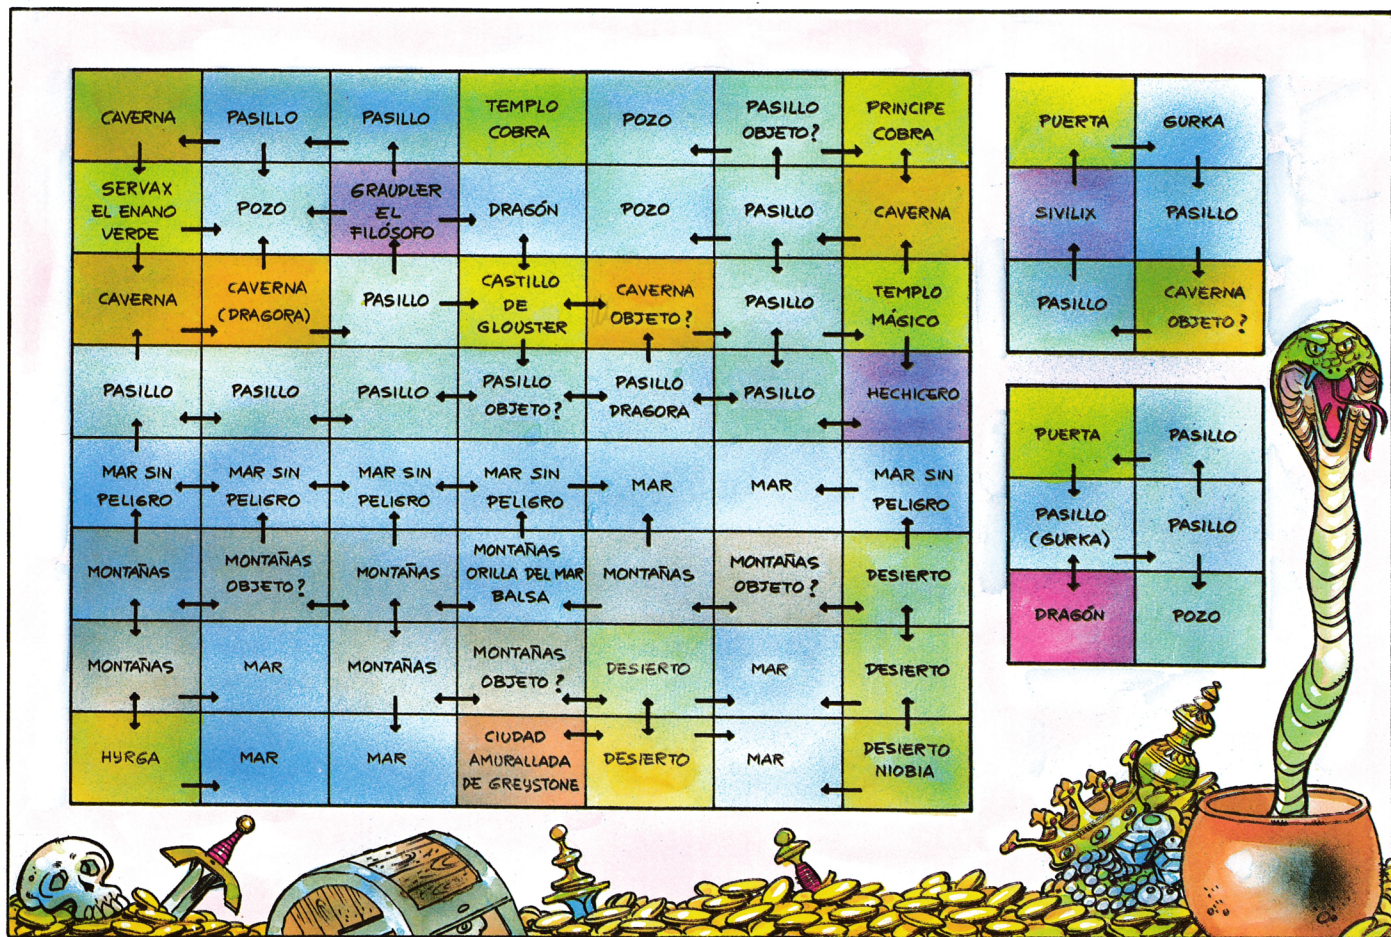 CAVERNA
PASILLO
PASILLO
TEMPLO
COBRA
POZO
PASILLO
OBJETO?
PRINCIPE
COBRA
SERVAX
EL ENANO
VERDE
POZO
GRAUDLER
EL
FILÓSOFO
DRAGÓN
POZO
PASILLO
CAVERNA
CAVERNA
CAVERNA
(DRAGORA)
PASILLO
CASTILLO
DE
GLOUSTER
CAVERNA
OBJETO?
PASILLO
TEMPLO
MÁGICO
PASILLO
PASILLO
PASILLO
PASILLO
OBJETO?
PASILLO
DRAGORA
PASILLO
HECHICERO
MAR SIN
PELIGRO
MAR SIN
PELIGRO
MAR SIN
PELIGRO
MAR SIN
PELIGRO
MAR
MAR
MAR SIN
PELIGRO
MONTAÑAS
MONTAÑAS
OBJETO?
MONTAÑAS
MONTAÑAS
ORILLA DEL MAR
BALSA
MONTAÑAS
MONTAÑAS
OBJETO?
DESIERTO
MONTAÑAS
MAR
MONTAÑAS
MONTAÑAS
OBJETO?
DESIERTO
MAR
DESIERTO
HYRGA
MAR
MAR
CIUDAD
AMURALLADA
DE GREYSTONE
DESIERTO
MAR
DESIERTO
NIOBIA
PUERTA
GURKA
SIVILIX
PASILLO
PASILLO
CAVERNA
OBJETO?
PUERTA
PASILLO
PASILLO
(GURKA)
PASILLO
DRAGÓN
POZO